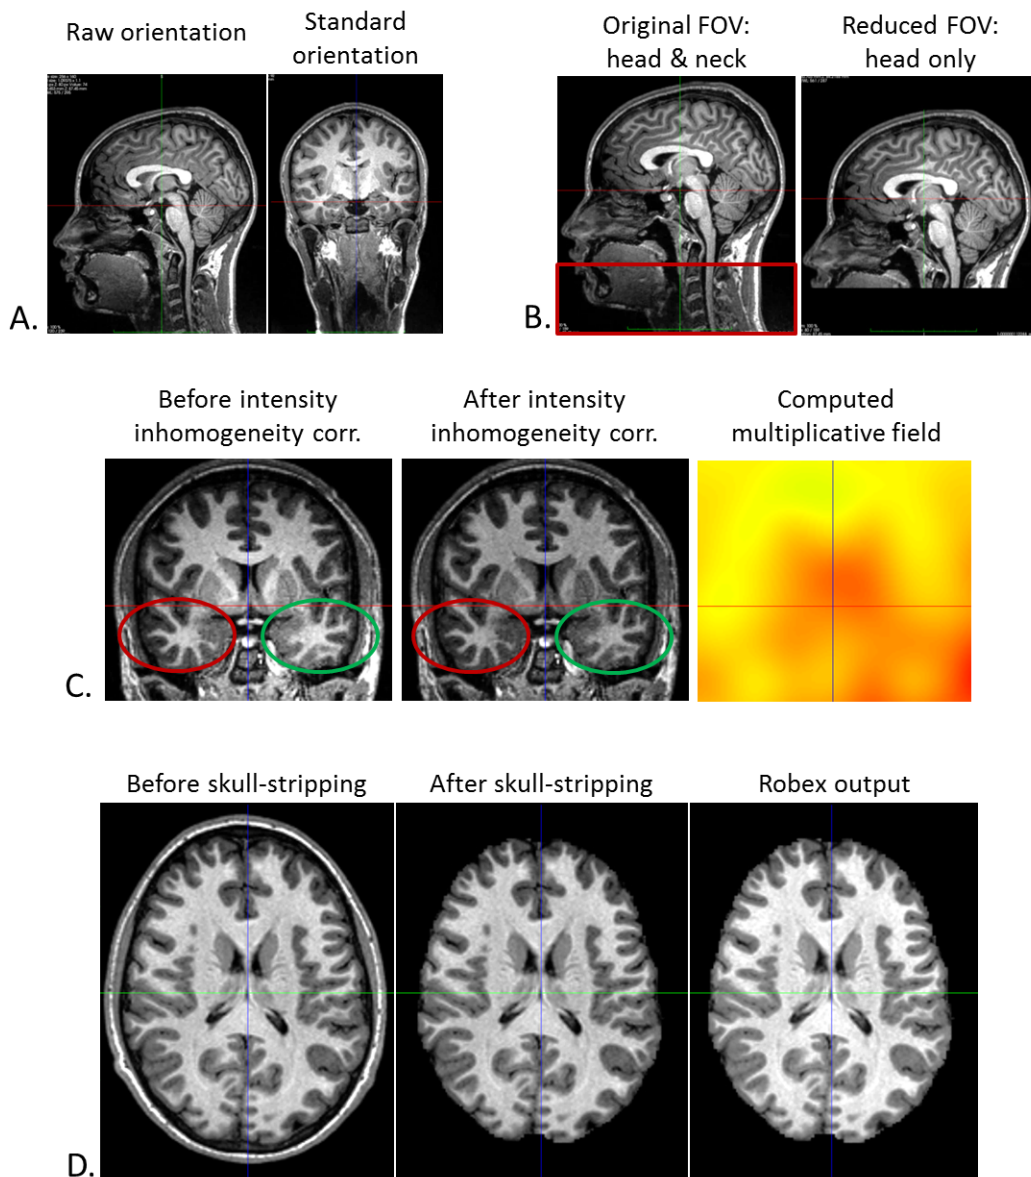 Raw orientation
Standard
orientation
A.
Original FOV:
head & neck
Reduced FOV:
head only
B.
Before intensity
inhomogeneity corr.
After intensity
inhomogeneity corr.
Computed
multiplicative field
C.
Before skull-stripping
After skull-stripping
Robex output
D.